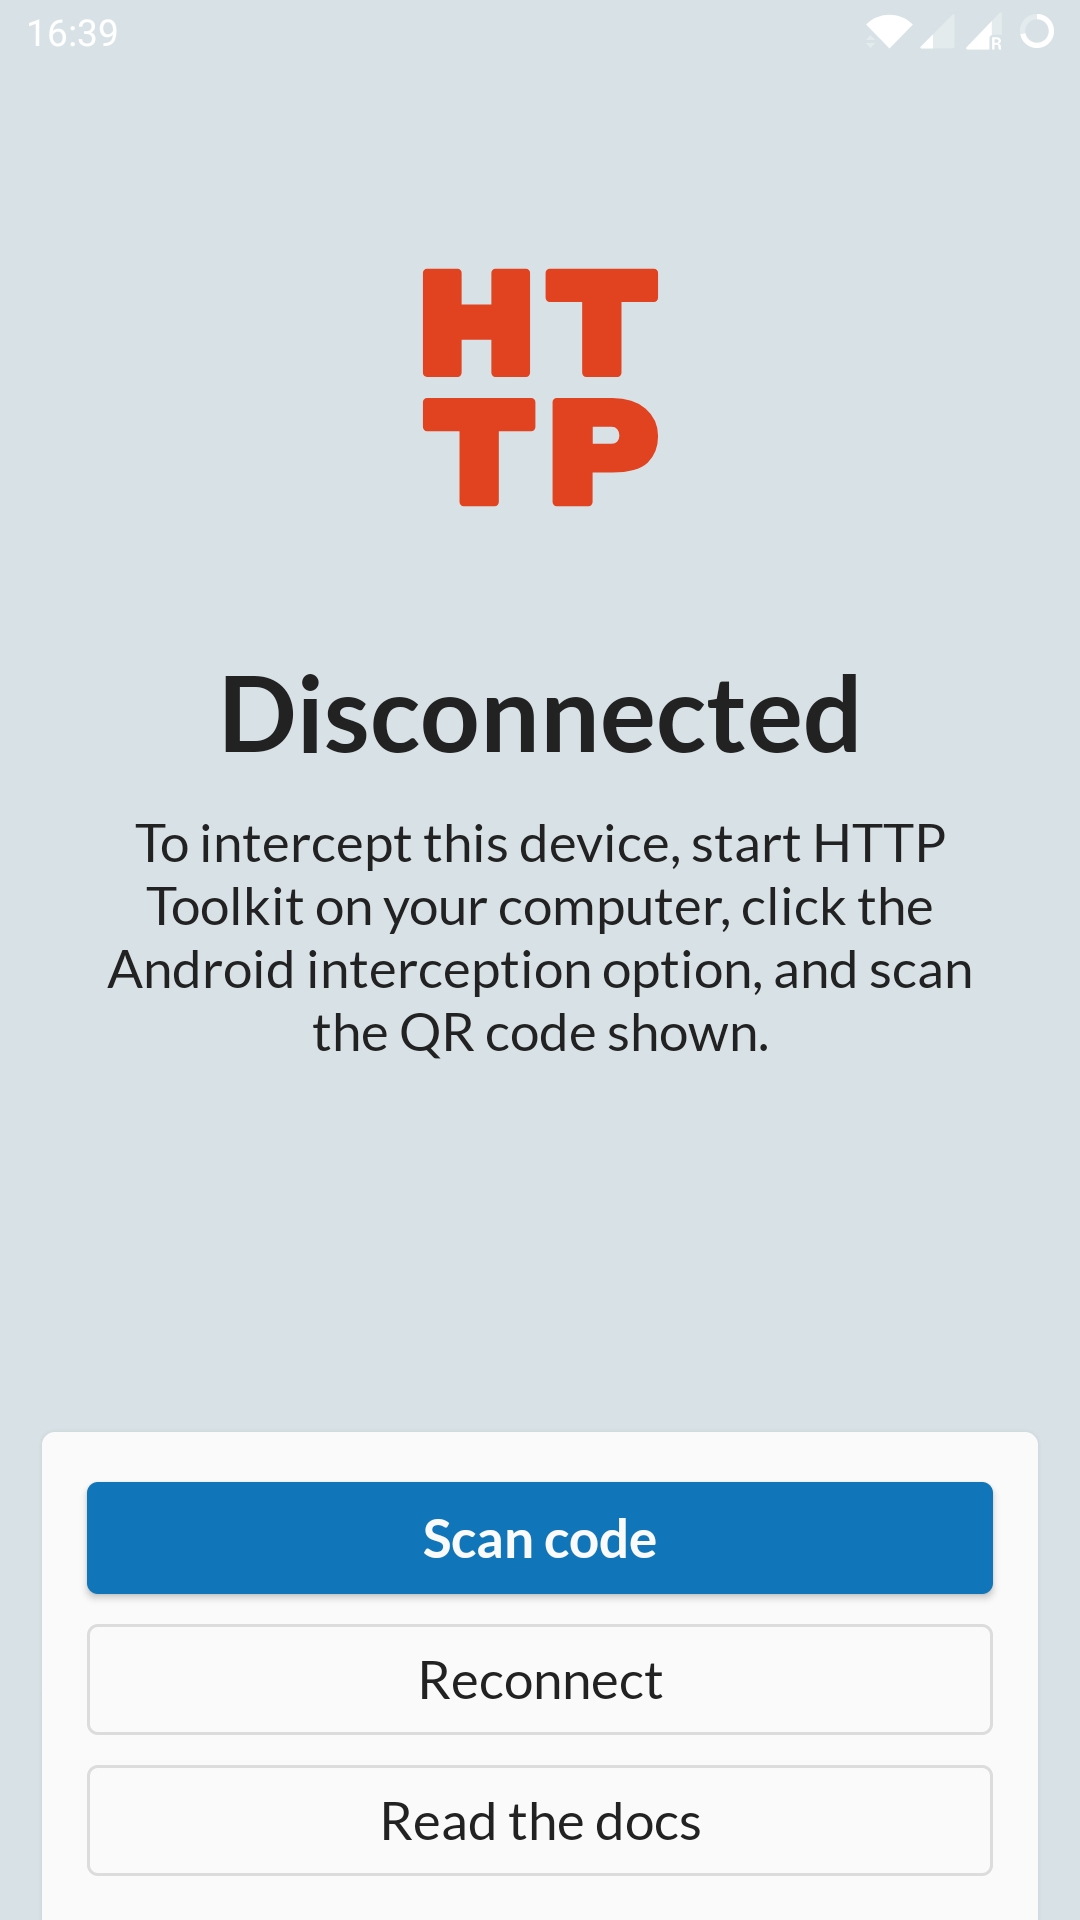 16:39
R
HT
TP
Disconnected
To intercept this device, start HTTP
Toolkit on your computer, click the
Android interception option, and scan
the QR code shown.
Scan code
Reconnect
Read the docs